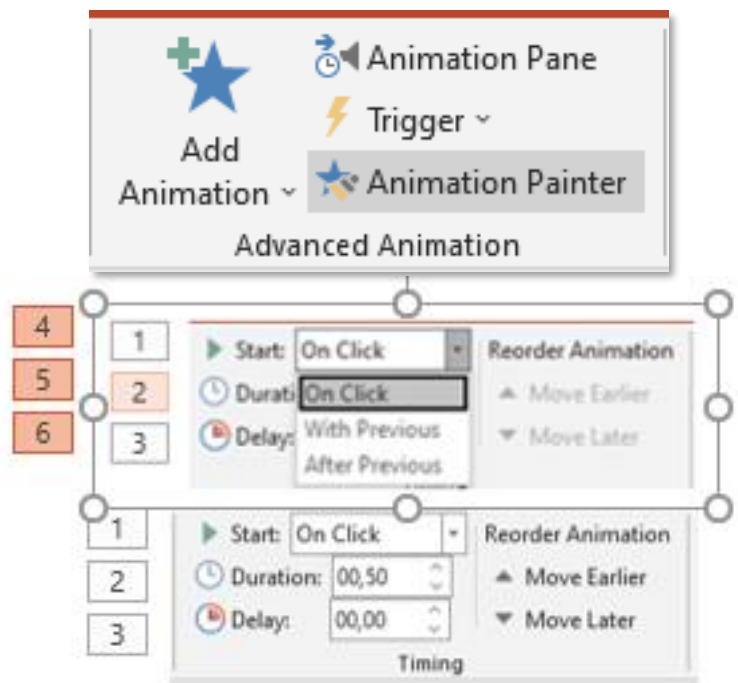 Animation Pane
Trigger
Add
Animation
Animation Painter
Advanced Animation
4
5
6
1
2
3
Start: On Click
Reorder Animation
Durati On Click
Move Earlier
Delay: With Previous
Move Later
After Previous
1
2
3
Start: On Click
Reorder Animation
Duration: 00,50
Move Earlier
Delay: 00,00
Move Later
Timing